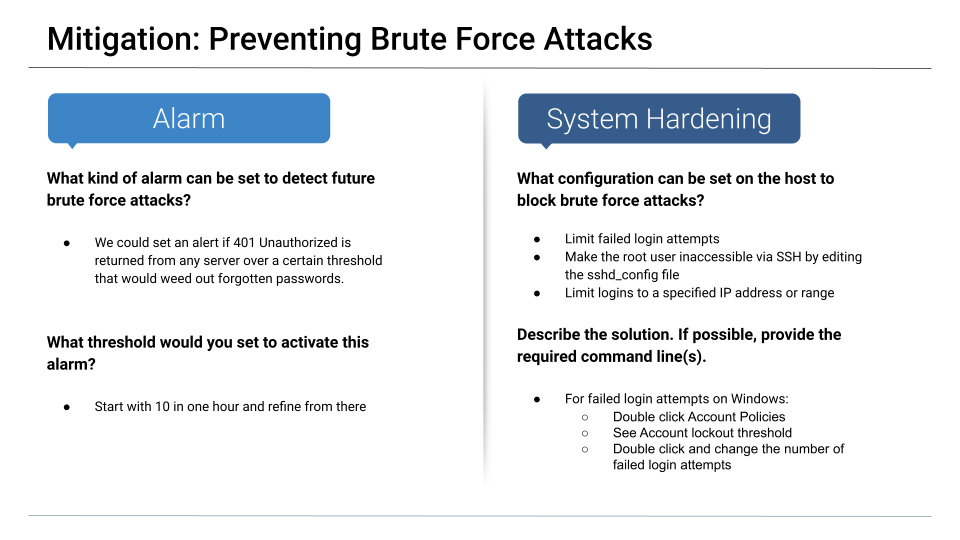 Mitigation: Preventing Brute Force Attacks
Alarm
What kind of alarm can be set to detect future
brute force attacks?
● We could set an alert if 401 Unauthorized is
returned from any server over a certain threshold
that would weed out forgotten passwords.
What threshold would you set to activate this
alarm?
● Start with 10 in one hour and refine from there
System Hardening
What configuration can be set on the host to
block brute force attacks?
● Limit failed login attempts
● Make the root user inaccessible via SSH by editing
the sshd_config file
● Limit logins to a specified IP address or range
Describe the solution. If possible, provide the
required command line(s).
● For failed login attempts on Windows:
○ Double click Account Policies
○ See Account lockout threshold
○ Double click and change the number of
failed login attempts